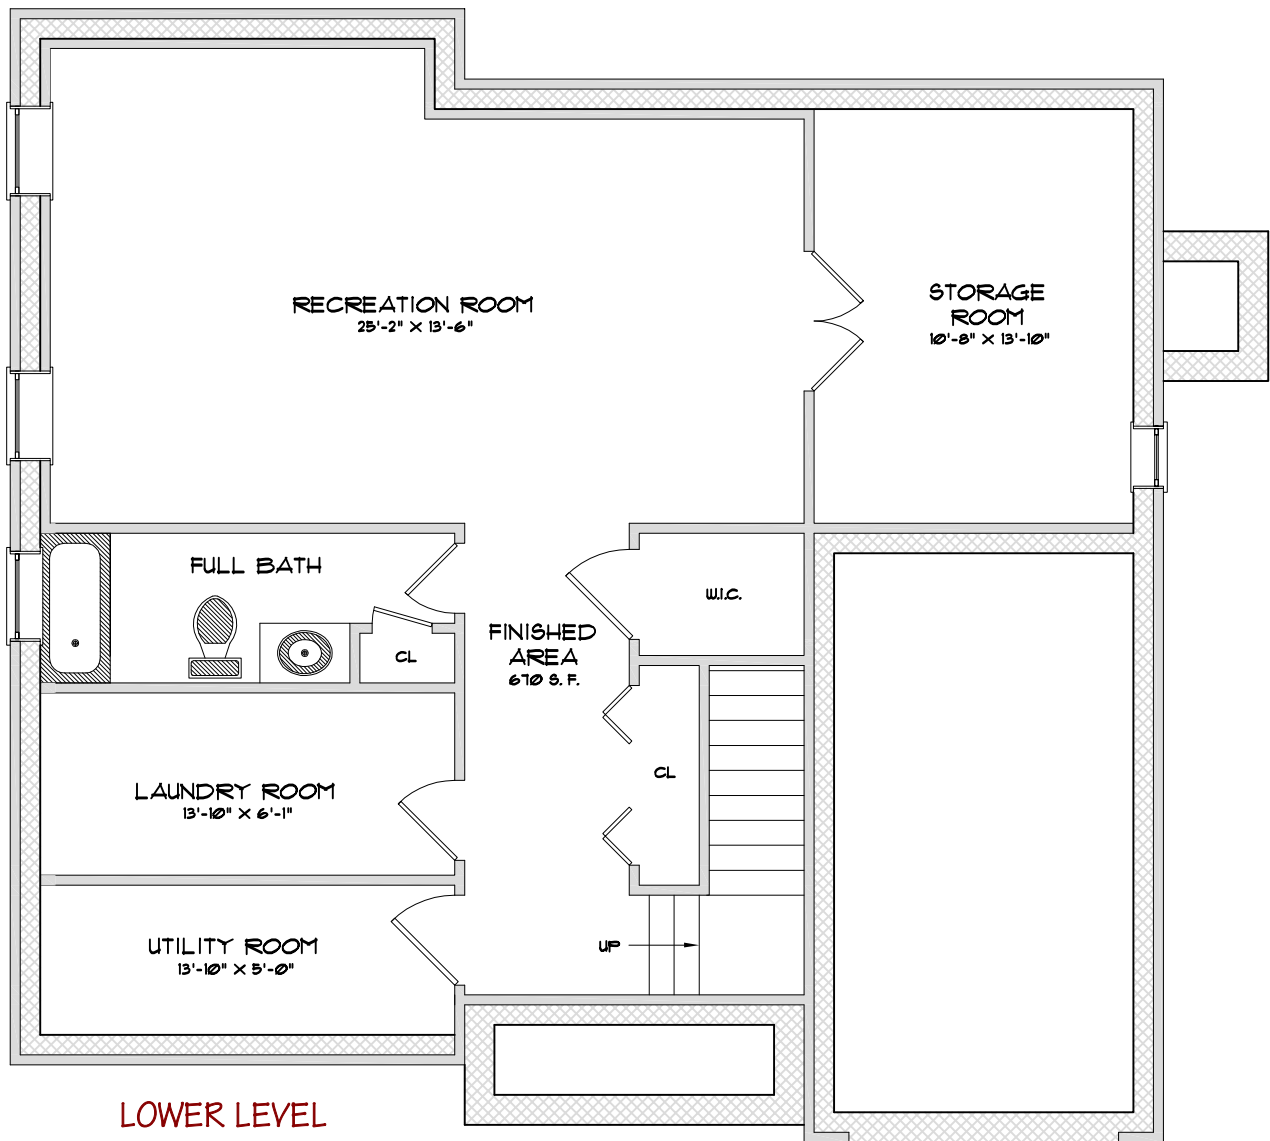 RECREATION ROOM
25'-2" X 13'-6"
STORAGE
ROOM
10'-8" X 13'-10"
FULL BATH
W.I.C.
FINISHED
AREA
670 S. F.
CL
CL
LAUNDRY ROOM
13'-10" X 6'-1"
UTILITY ROOM
13'-10" X 5'-0"
UP
LOWER LEVEL